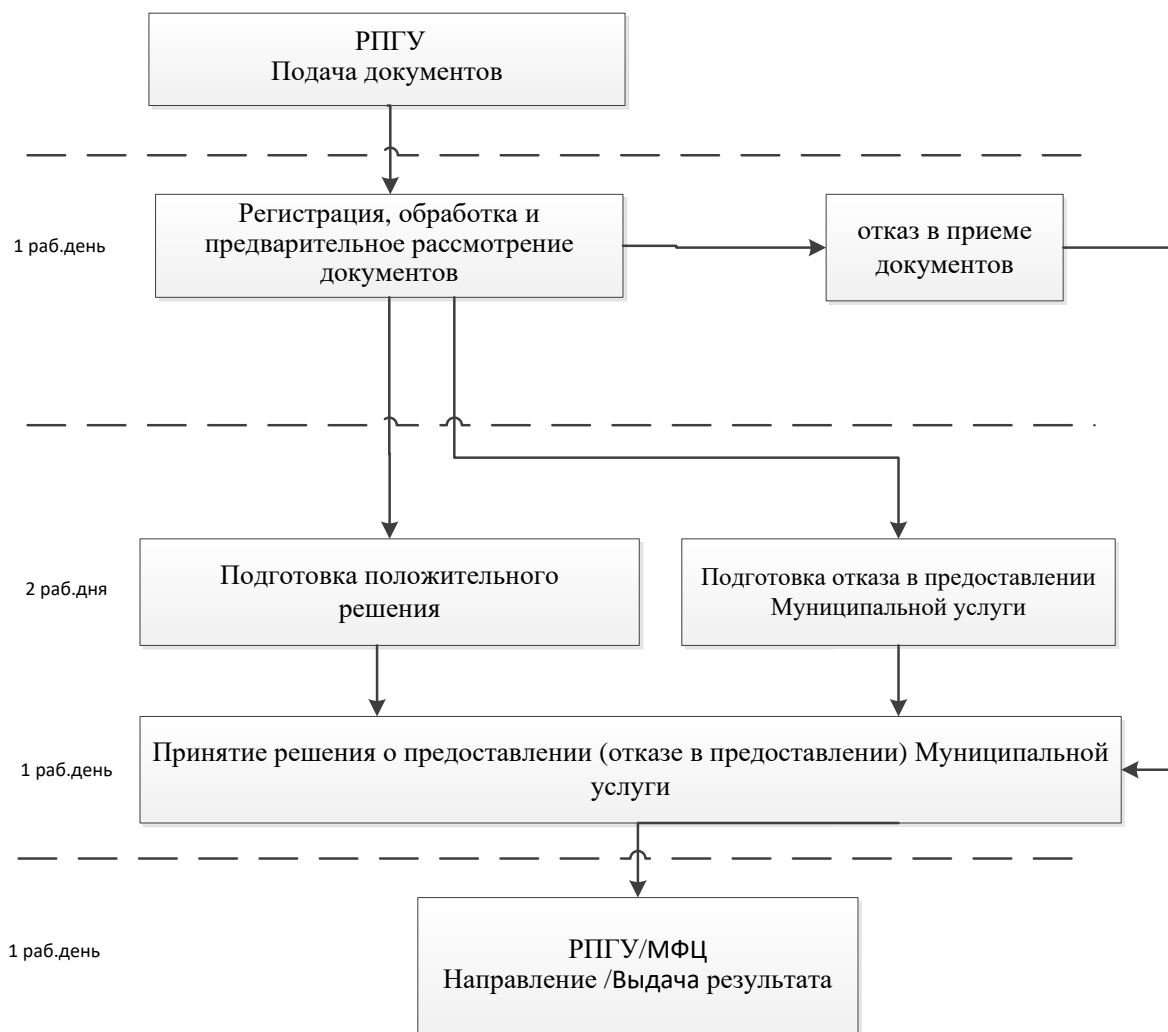 РПГУ
Подача документов
1 раб.день
Регистрация, обработка и
предварительное рассмотрение
документов
отказ в приеме
документов
2 раб.дня
Подготовка положительного
решения
Подготовка отказа в предоставлении
Муниципальной услуги
1 раб.день
Принятие решения о предоставлении (отказе в предоставлении) Муниципальной
услуги
1 раб.день
РПГУ/МФЦ
Направление /Выдача результата